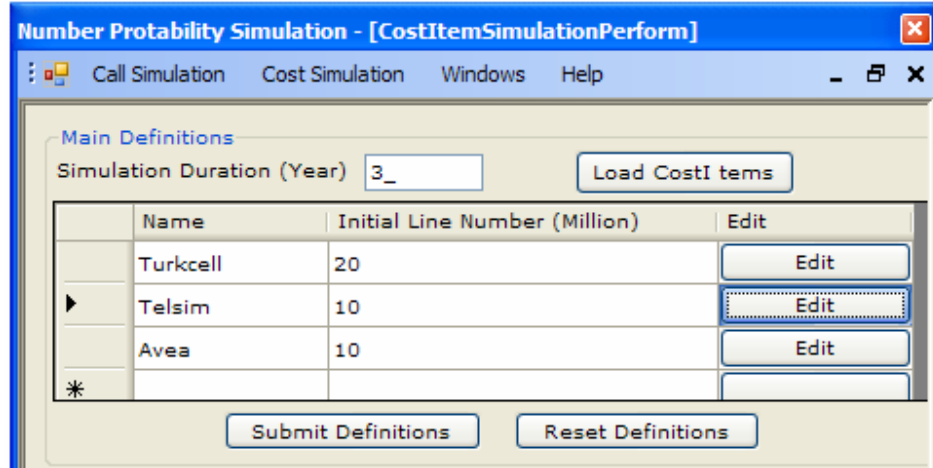 Number Protability Simulation - [CostItemSimulationPerform]
Call Simulation Cost Simulation Windows Help
Main Definitions
Simulation Duration (Year) 3_ Load CostI tems
Name Initial Line Number (Million) Edit
Turkcell 20 Edit
Telsim 10 Edit
Avea 10 Edit
Submit Definitions Reset Definitions